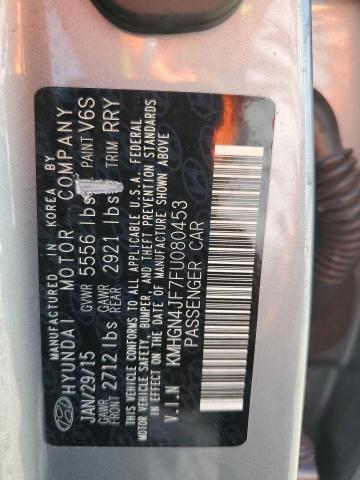 MANUFACTURED IN KOREA BY
HYUNDAI MOTOR COMPANY
JAN/29/15 GVWR 5556 lbs PAINT V6S
GAWR FRONT 2712 lbs GAWR REAR 2921 lbs TRIM RRY
THIS VEHICLE CONFORMS TO ALL APPLICABLE U.S.A. FEDERAL
MOTOR VEHICLE SAFETY, BUMPER, AND THEFT PREVENTION STANDARDS
IN EFFECT ON THE DATE OF MANUFACTURE SHOWN ABOVE
V.I.N KMHGN4JF7FU080453
PASSENGER CAR